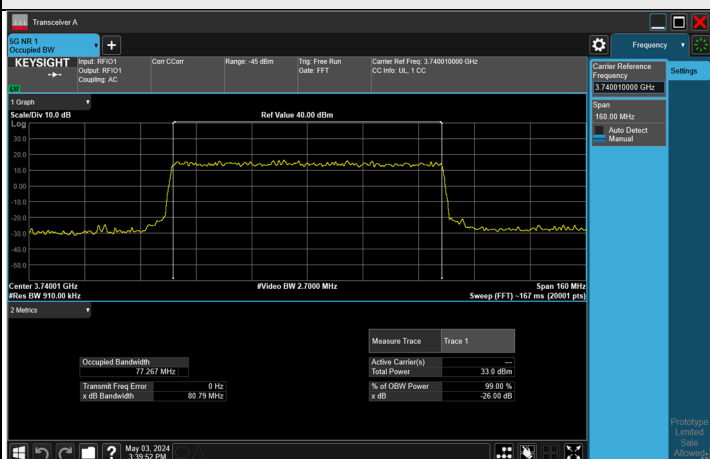 Transceiver A
5G NR 1
Occupied BW
Frequency
KEYSIGHT
Input: RFIO1
Output: RFIO1
Coupling: AC
Corr CCorr
Range: -45 dBm
Trig: Free Run
Gate: FFT
Carrier Ref Freq: 3.740010000 GHz
CC Info: UL, 1 CC
LXI
Carrier Reference
Frequency
3.740010000 GHz
Settings
Span
160.00 MHz
Auto Detect
Manual
1 Graph
Scale/Div 10.0 dB
Ref Value 40.00 dBm
Log
30.0
20.0
10.0
0.00
-10.0
-20.0
-30.0
-40.0
-50.0
Center 3.74001 GHz
#Video BW 2.7000 MHz
Span 160 MHz
#Res BW 910.00 kHz
Sweep (FFT) ~167 ms (20001 pts)
2 Metrics
Measure Trace Trace 1
Occupied Bandwidth
77.267 MHz
Active Carrier(s) ---
Total Power 33.0 dBm
Transmit Freq Error 0 Hz
x dB Bandwidth 80.79 MHz
% of OBW Power 99.00 %
x dB -26.00 dB
Prototype
Limited
Sale
Allowed
?
May 03, 2024
3:39:52 PM